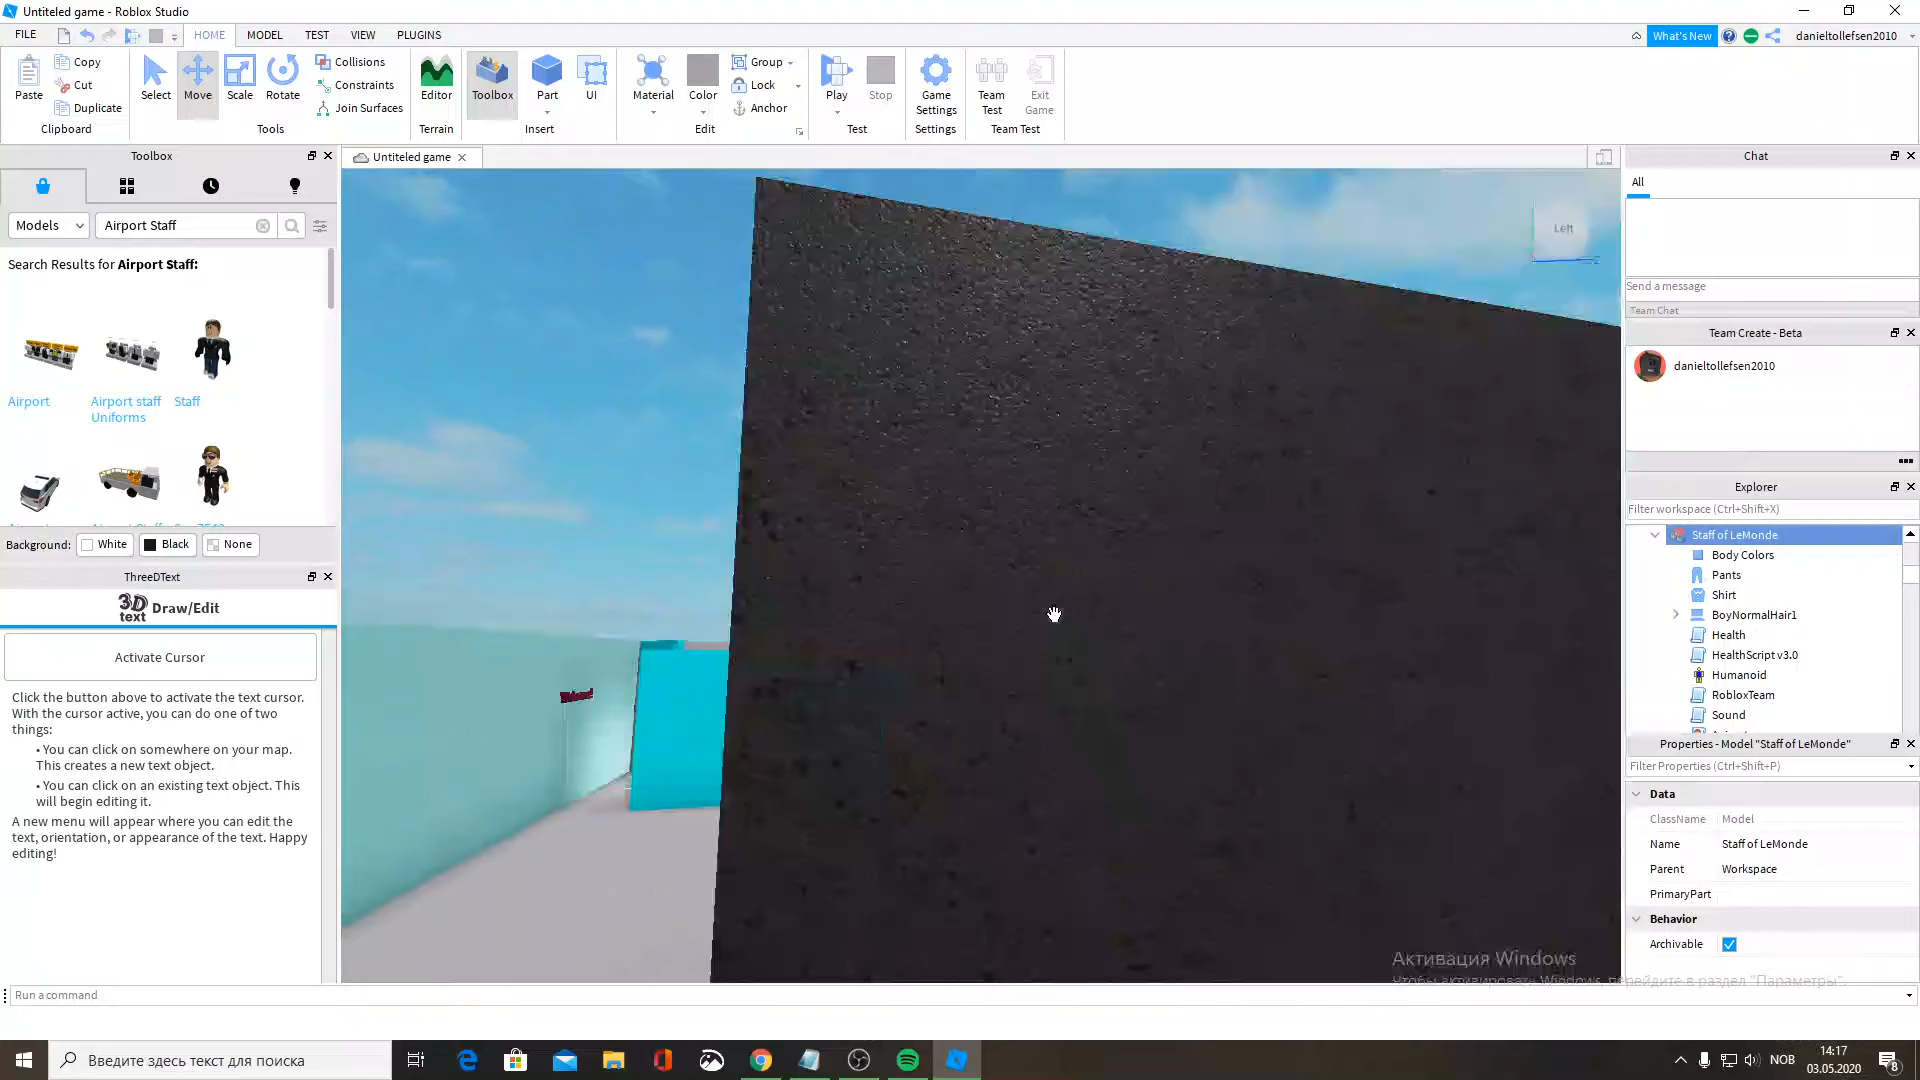 Untiteled game - Roblox Studio
FILE HOME MODEL TEST VIEW PLUGINS What's New danieltollefsen2010
Paste Copy Cut Duplicate Clipboard
Select Move Scale Rotate Collisions Constraints Join Surfaces Tools
Editor Terrain
Toolbox Part UI Insert
Material Color Group Lock Anchor Edit
Play Stop Test
Game Settings Settings
Team Test Exit Game Team Test
Toolbox
Models Airport Staff
Search Results for Airport Staff:
Airport
Airport staff Uniforms
Staff
Background: White Black None
ThreeDText
3D text Draw/Edit
Activate Cursor
Click the button above to activate the text cursor.
With the cursor active, you can do one of two
things:
• You can click on somewhere on your map.
This creates a new text object.
• You can click on an existing text object. This
will begin editing it.
A new menu will appear where you can edit the
text, orientation, or appearance of the text. Happy
editing!
Untiteled game
Left
Активация Windows
Чтобы активировать Windows, перейдите в раздел "Параметры".
Chat
All
Send a message
Team Chat
Team Create - Beta
danieltollefsen2010
Explorer
Filter workspace (Ctrl+Shift+X)
Staff of LeMonde
Body Colors
Pants
Shirt
BoyNormalHair1
Health
HealthScript v3.0
Humanoid
RobloxTeam
Sound
Properties - Model "Staff of LeMonde"
Filter Properties (Ctrl+Shift+P)
Data
ClassName Model
Name Staff of LeMonde
Parent Workspace
PrimaryPart
Behavior
Archivable
Run a command
Введите здесь текст для поиска
NOB
14:17
03.05.2020
8